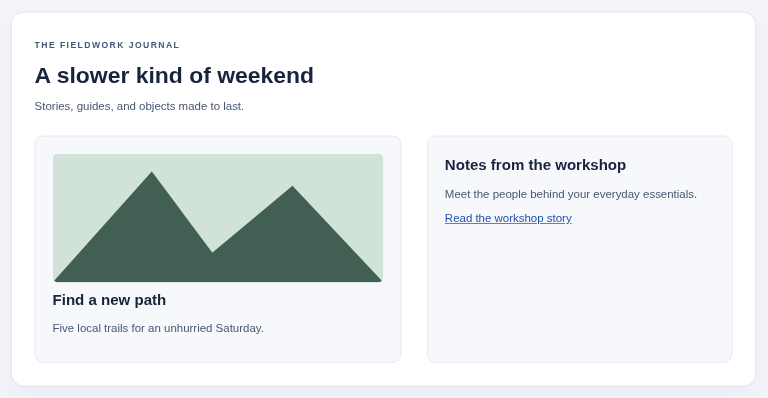 THE FIELDWORK JOURNAL
A slower kind of weekend
Stories, guides, and objects made to last.
Find a new path
Five local trails for an unhurried Saturday.
Notes from the workshop
Meet the people behind your everyday essentials.
Read the workshop story